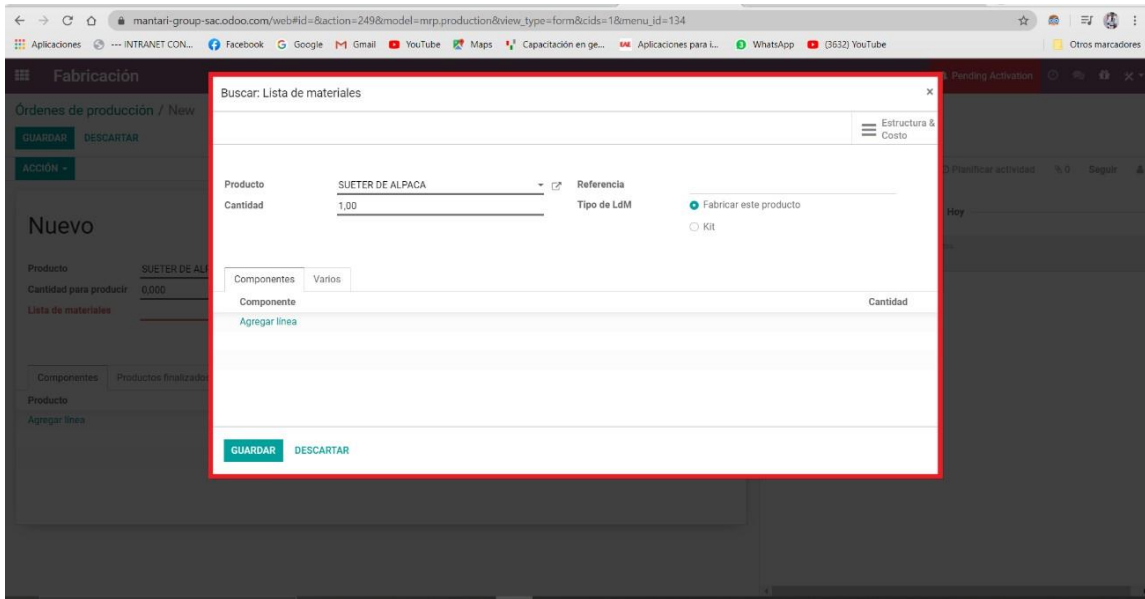 mantari-group-sac.odoo.com/web#id=&action=249&model=mrp.production&view_type=form&cids=1&menu_id=134
Aplicaciones --- INTRANET CON... Facebook G Google Gmail YouTube Maps Capacitación en ge... Aplicaciones para i... WhatsApp (3632) YouTube Otros marcadores
Fabricación Pending Activation
Órdenes de producción / New
GUARDAR DESCARTAR
ACCIÓN
Planificar actividad 0 Seguir
Hoy
Nuevo
Producto SUETER DE ALP
Cantidad para producir 0,000
Lista de materiales
Componentes Productos finalizados
Producto
Agregar línea
Buscar: Lista de materiales ×
Estructura &
Costo
Producto SUETER DE ALPACA Referencia
Cantidad 1,00 Tipo de LdM Fabricar este producto
Kit
Componentes Varios
Componente Cantidad
Agregar línea
GUARDAR DESCARTAR